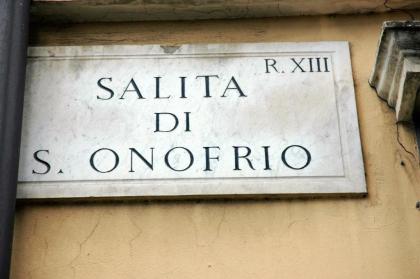 R. XIII
SALITA
DI
S. ONOFRIO